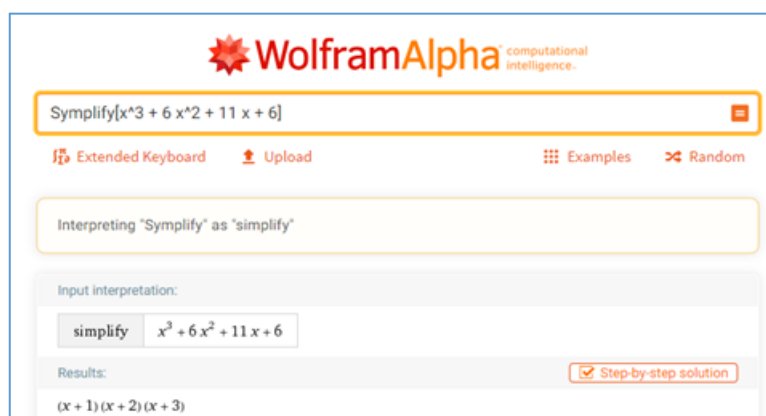 WolframAlpha computational intelligence.
Symplify[x^3 + 6 x^2 + 11 x + 6]
Extended Keyboard Upload Examples Random
Interpreting "Symplify" as "simplify"
Input interpretation:
simplify x³ + 6 x² + 11 x + 6
Results: Step-by-step solution
(x + 1) (x + 2) (x + 3)